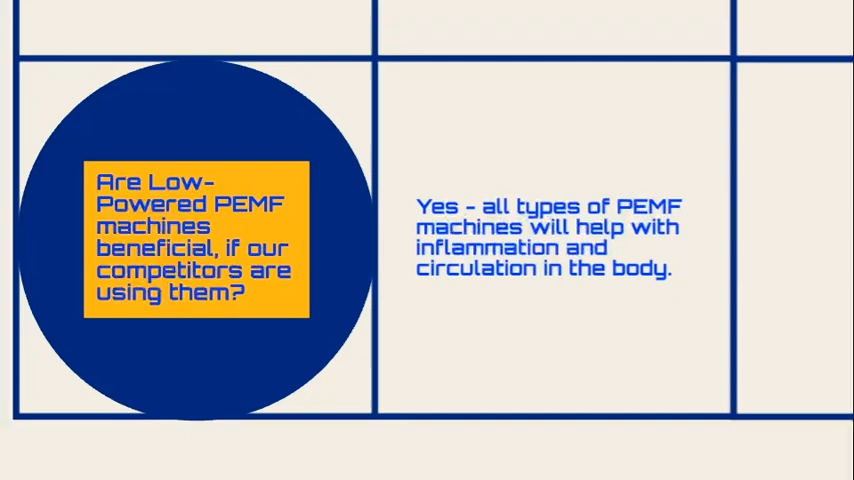 Are Low-
Powered PEMF
machines
beneficial, if our
competitors are
using them?
Yes - all types of PEMF
machines will help with
inflammation and
circulation in the body.